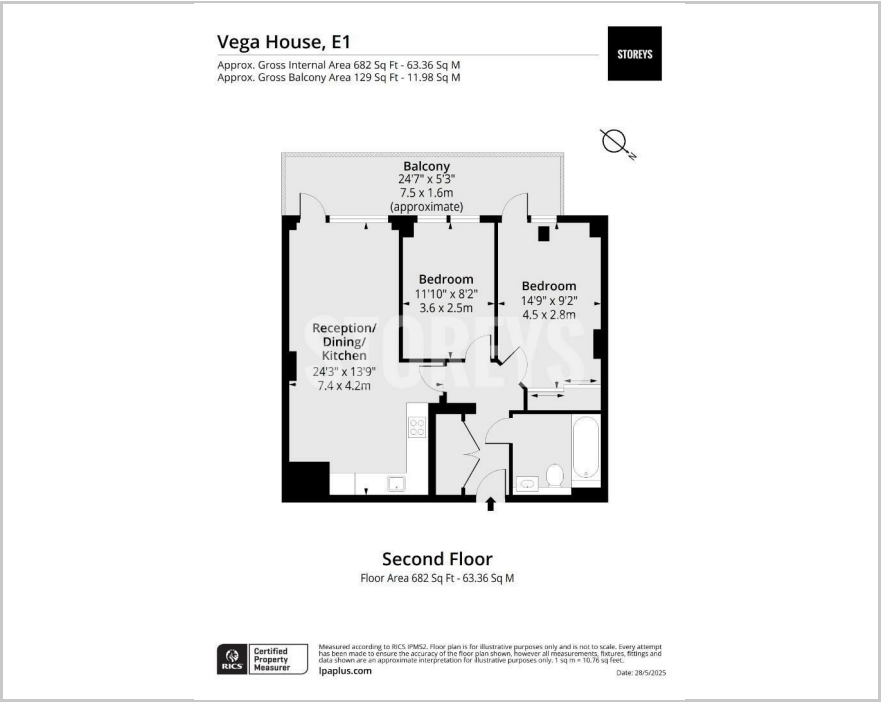 Vega House, E1
Approx. Gross Internal Area 682 Sq Ft - 63.36 Sq M
Approx. Gross Balcony Area 129 Sq Ft - 11.98 Sq M
STOREYS
N
Balcony
24'7" x 5'3"
7.5 x 1.6m
(approximate)
Bedroom
11'10" x 8'2"
3.6 x 2.5m
Bedroom
14'9" x 9'2"
4.5 x 2.8m
STOREYS
Reception/
Dining/
Kitchen
24'3" x 13'9"
7.4 x 4.2m
Second Floor
Floor Area 682 Sq Ft - 63.36 Sq M
RICS
Certified
Property
Measurer
Measured according to RICS IPMS2. Floor plan is for illustrative purposes only and is not to scale. Every attempt
has been made to ensure the accuracy of the floor plan shown, however all measurements, fixtures, fittings and
data shown are an approximate interpretation for illustrative purposes only. 1 sq m = 10.76 sq feet.
lpaplus.com
Date: 28/5/2025